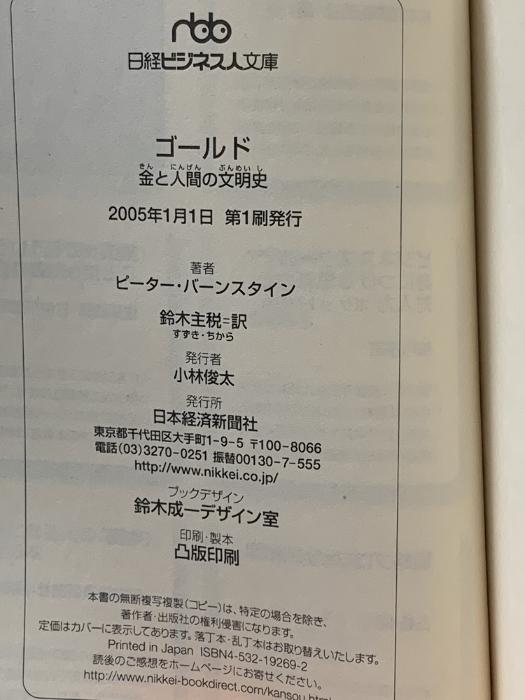 nbb
日経ビジネス人文庫
ゴールド
きん にんげん ぶんめいし
金と人間の文明史
2005年1月1日 第1刷発行
著者
ピーター・バーンスタイン
鈴木主税=訳
すずき・ちから
発行者
小林俊太
発行所
日本経済新聞社
東京都千代田区大手町1-9-5 〒100-8066
電話(03)3270-0251 振替00130-7-555
http://www.nikkei.co.jp/
ブックデザイン
鈴木成一デザイン室
印刷・製本
凸版印刷
本書の無断複写複製(コピー)は、特定の場合を除き、
著作者・出版社の権利侵害になります。
定価はカバーに表示してあります。落丁本・乱丁本はお取り替えいたします。
Printed in Japan ISBN4-532-19269-2
読後のご感想をホームページにお寄せください。
http://www.nikkei-bookdirect.com/kansou.html